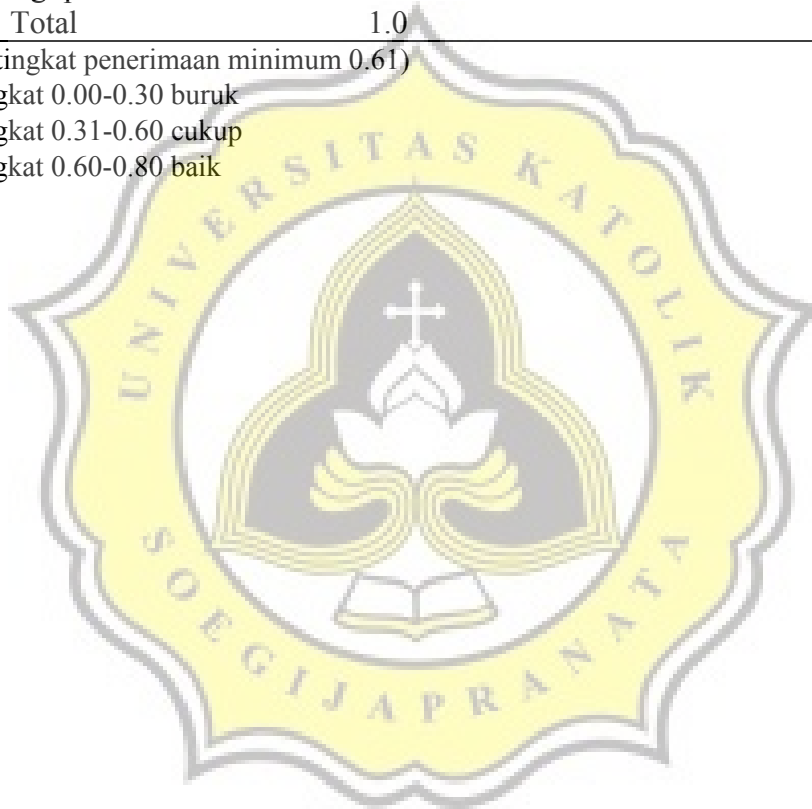 Total 1.0
tingkat penerimaan minimum 0.61)
gkat 0.00-0.30 buruk
gkat 0.31-0.60 cukup
gkat 0.60-0.80 baik
UNIVERSITAS KATOLIK
SOEGIJAPRANATA